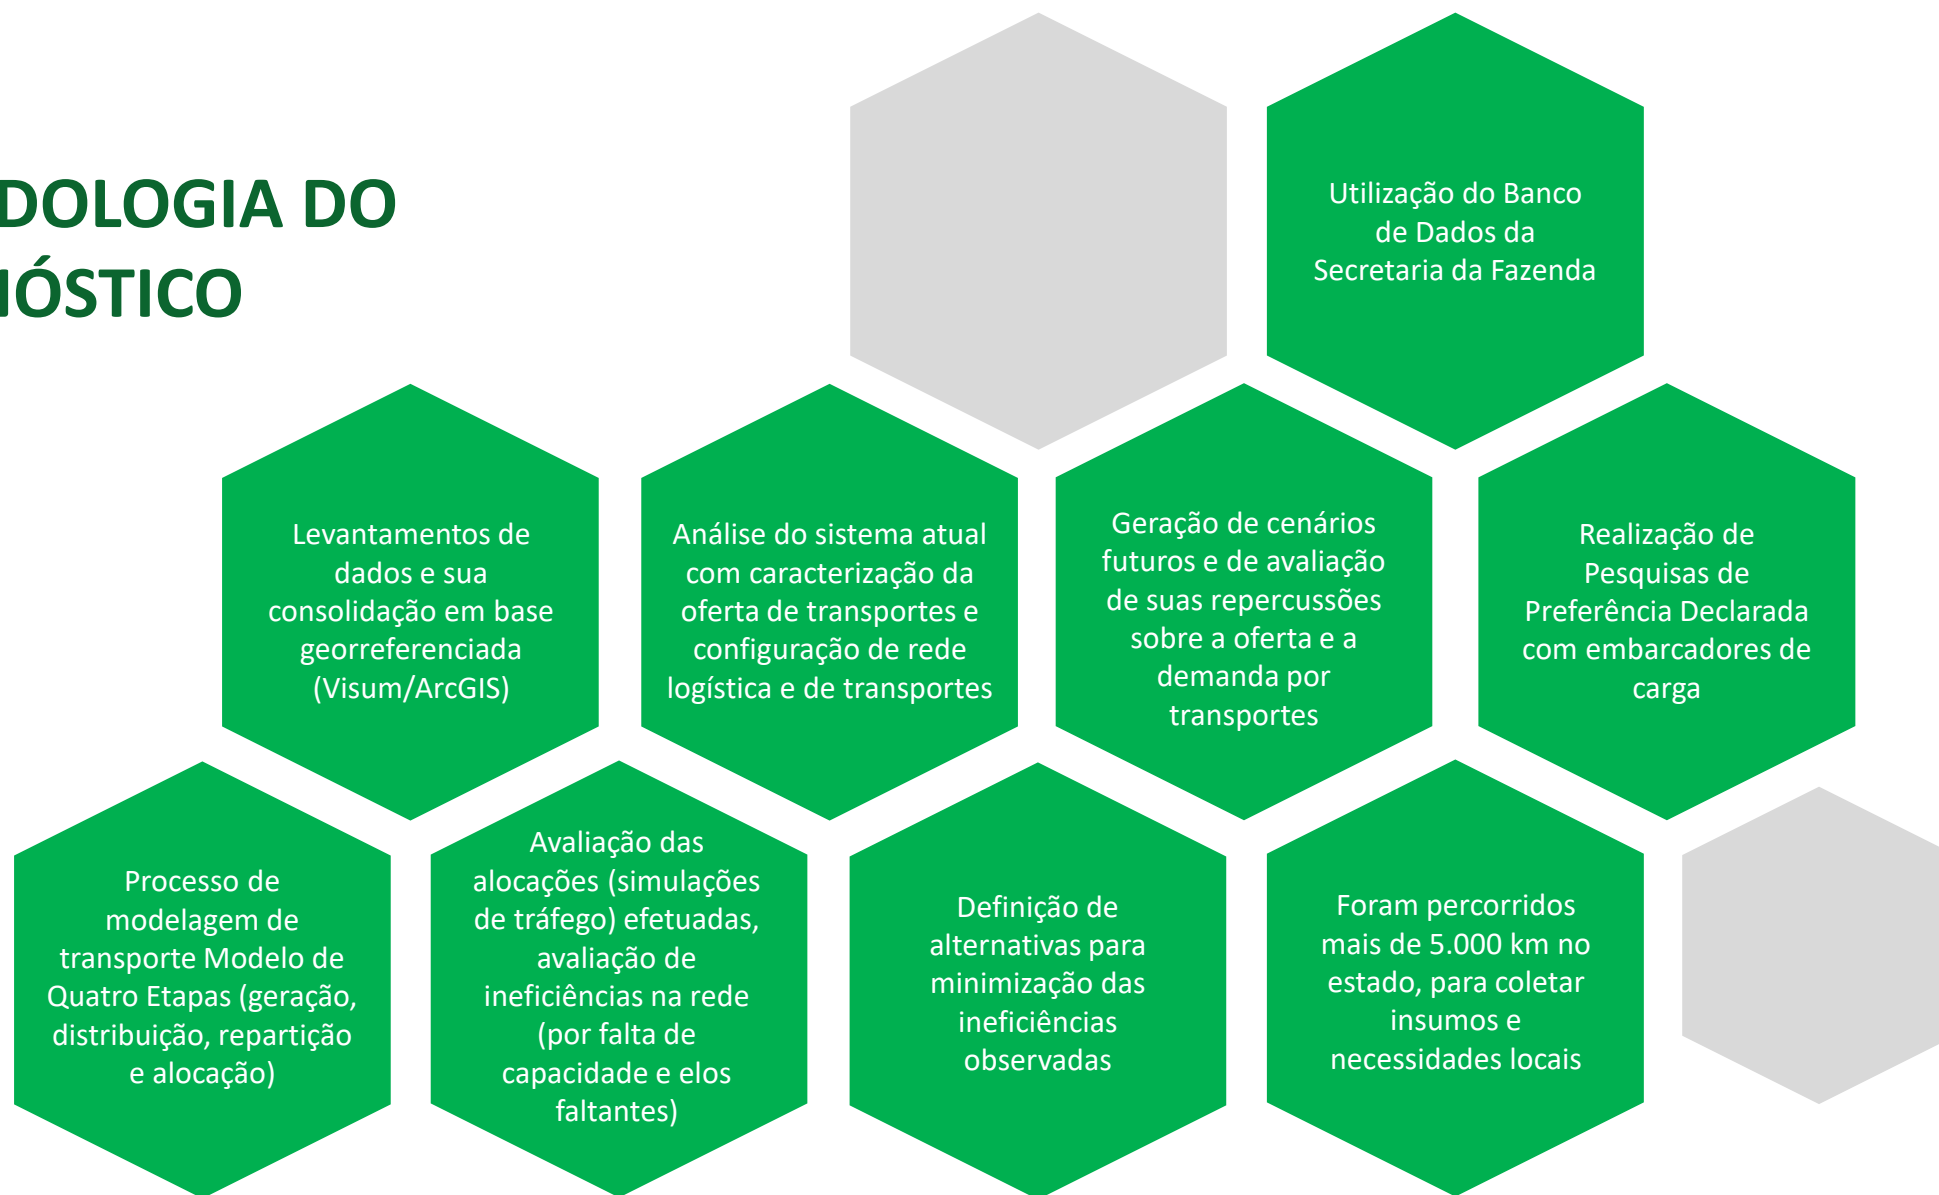 DOLOGIA DO
ÓSTICO
Utilização do Banco
de Dados da
Secretaria da Fazenda
Levantamentos de
dados e sua
consolidação em base
georreferenciada
(Visum/ArcGIS)
Análise do sistema atual
com caracterização da
oferta de transportes e
configuração de rede
logística e de transportes
Geração de cenários
futuros e de avaliação
de suas repercussões
sobre a oferta e a
demanda por
transportes
Realização de
Pesquisas de
Preferência Declarada
com embarcadores de
carga
Processo de
modelagem de
transporte Modelo de
Quatro Etapas (geração,
distribuição, repartição
e alocação)
Avaliação das
alocações (simulações
de tráfego) efetuadas,
avaliação de
ineficiências na rede
(por falta de
capacidade e elos
faltantes)
Definição de
alternativas para
minimização das
ineficiências
observadas
Foram percorridos
mais de 5.000 km no
estado, para coletar
insumos e
necessidades locais